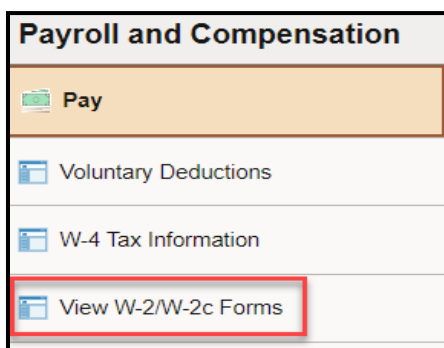 Payroll and Compensation
Pay
Voluntary Deductions
W-4 Tax Information
View W-2/W-2c Forms